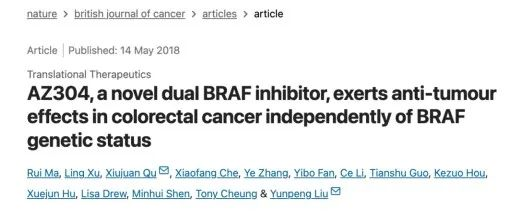 nature > british journal of cancer > articles > article
Article | Published: 14 May 2018
Translational Therapeutics
AZ304, a novel dual BRAF inhibitor, exerts anti-tumour
effects in colorectal cancer independently of BRAF
genetic status
Rui Ma, Ling Xu, Xiujuan Qu, Xiaofang Che, Ye Zhang, Yibo Fan, Ce Li, Tianshu Guo, Kezuo Hou,
Xuejun Hu, Lisa Drew, Minhui Shen, Tony Cheung & Yunpeng Liu